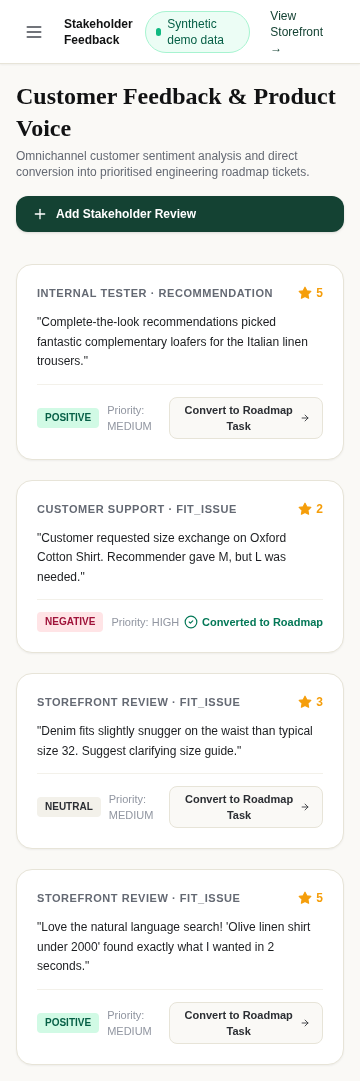 Stakeholder Feedback
Synthetic demo data
View Storefront →
Customer Feedback & Product
Voice
Omnichannel customer sentiment analysis and direct
conversion into prioritised engineering roadmap tickets.
Add Stakeholder Review
INTERNAL TESTER · RECOMMENDATION
5
"Complete-the-look recommendations picked
fantastic complementary loafers for the Italian linen
trousers."
POSITIVE
Priority:
MEDIUM
Convert to Roadmap
Task →
CUSTOMER SUPPORT · FIT_ISSUE
2
"Customer requested size exchange on Oxford
Cotton Shirt. Recommender gave M, but L was
needed."
NEGATIVE
Priority: HIGH
Converted to Roadmap
STOREFRONT REVIEW · FIT_ISSUE
3
"Denim fits slightly snugger on the waist than typical
size 32. Suggest clarifying size guide."
NEUTRAL
Priority:
MEDIUM
Convert to Roadmap
Task →
STOREFRONT REVIEW · FIT_ISSUE
5
"Love the natural language search! 'Olive linen shirt
under 2000' found exactly what I wanted in 2
seconds."
POSITIVE
Priority:
MEDIUM
Convert to Roadmap
Task →